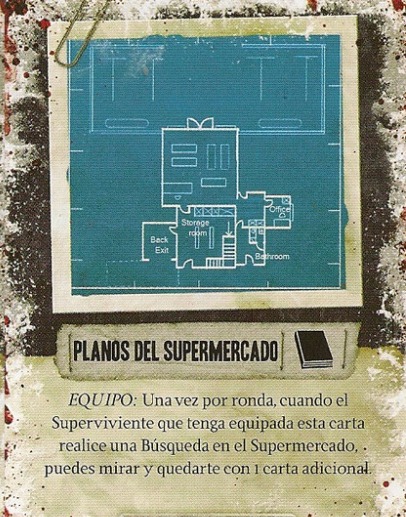 Office
Storage
room
Back
Exit
Bathroom
PLANOS DEL SUPERMERCADO
EQUIPO: Una vez por ronda, cuando el
Superviviente que tenga equipada esta carta
realice una Búsqueda en el Supermercado,
puedes mirar y quedarte con 1 carta adicional.